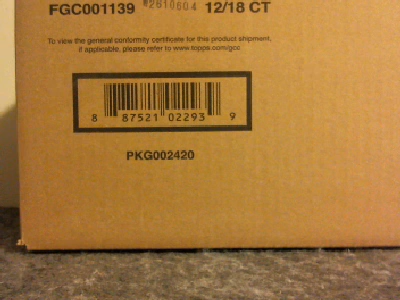 FGC001139 #2610604 12/18 CT
To view the general conformity certificate for this product shipment,
if applicable, please refer to www.topps.com/gcc
8 87521 02293 9
PKG002420